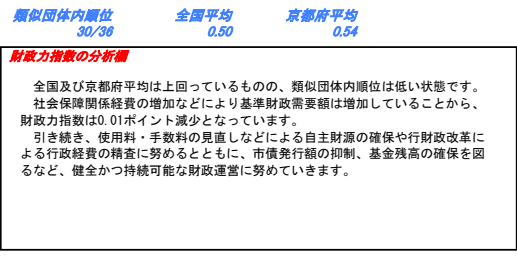 類似団体内順位 全国平均 京都府平均
30/36 0.50 0.54
財政力指数の分析欄
全国及び京都府平均は上回っているものの、類似団体内順位は低い状態です。
社会保障関係経費の増加などにより基準財政需要額は増加していることから、
財政力指数は0.01ポイント減少となっています。
引き続き、使用料・手数料の見直しなどによる自主財源の確保や行財政改革に
よる行政経費の精査に努めるとともに、市債発行額の抑制、基金残高の確保を図
るなど、健全かつ持続可能な財政運営に努めていきます。